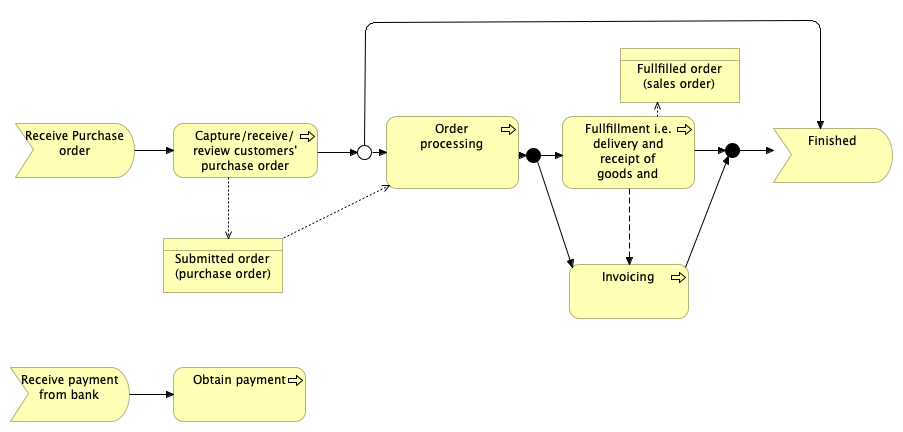 Receive Purchase
order
Capture/receive/
review customers'
purchase order
Order
processing
Fullfillment i.e.
delivery and
receipt of
goods and
Fullfilled order
(sales order)
Finished
Submitted order
(purchase order)
Invoicing
Receive payment
from bank
Obtain payment